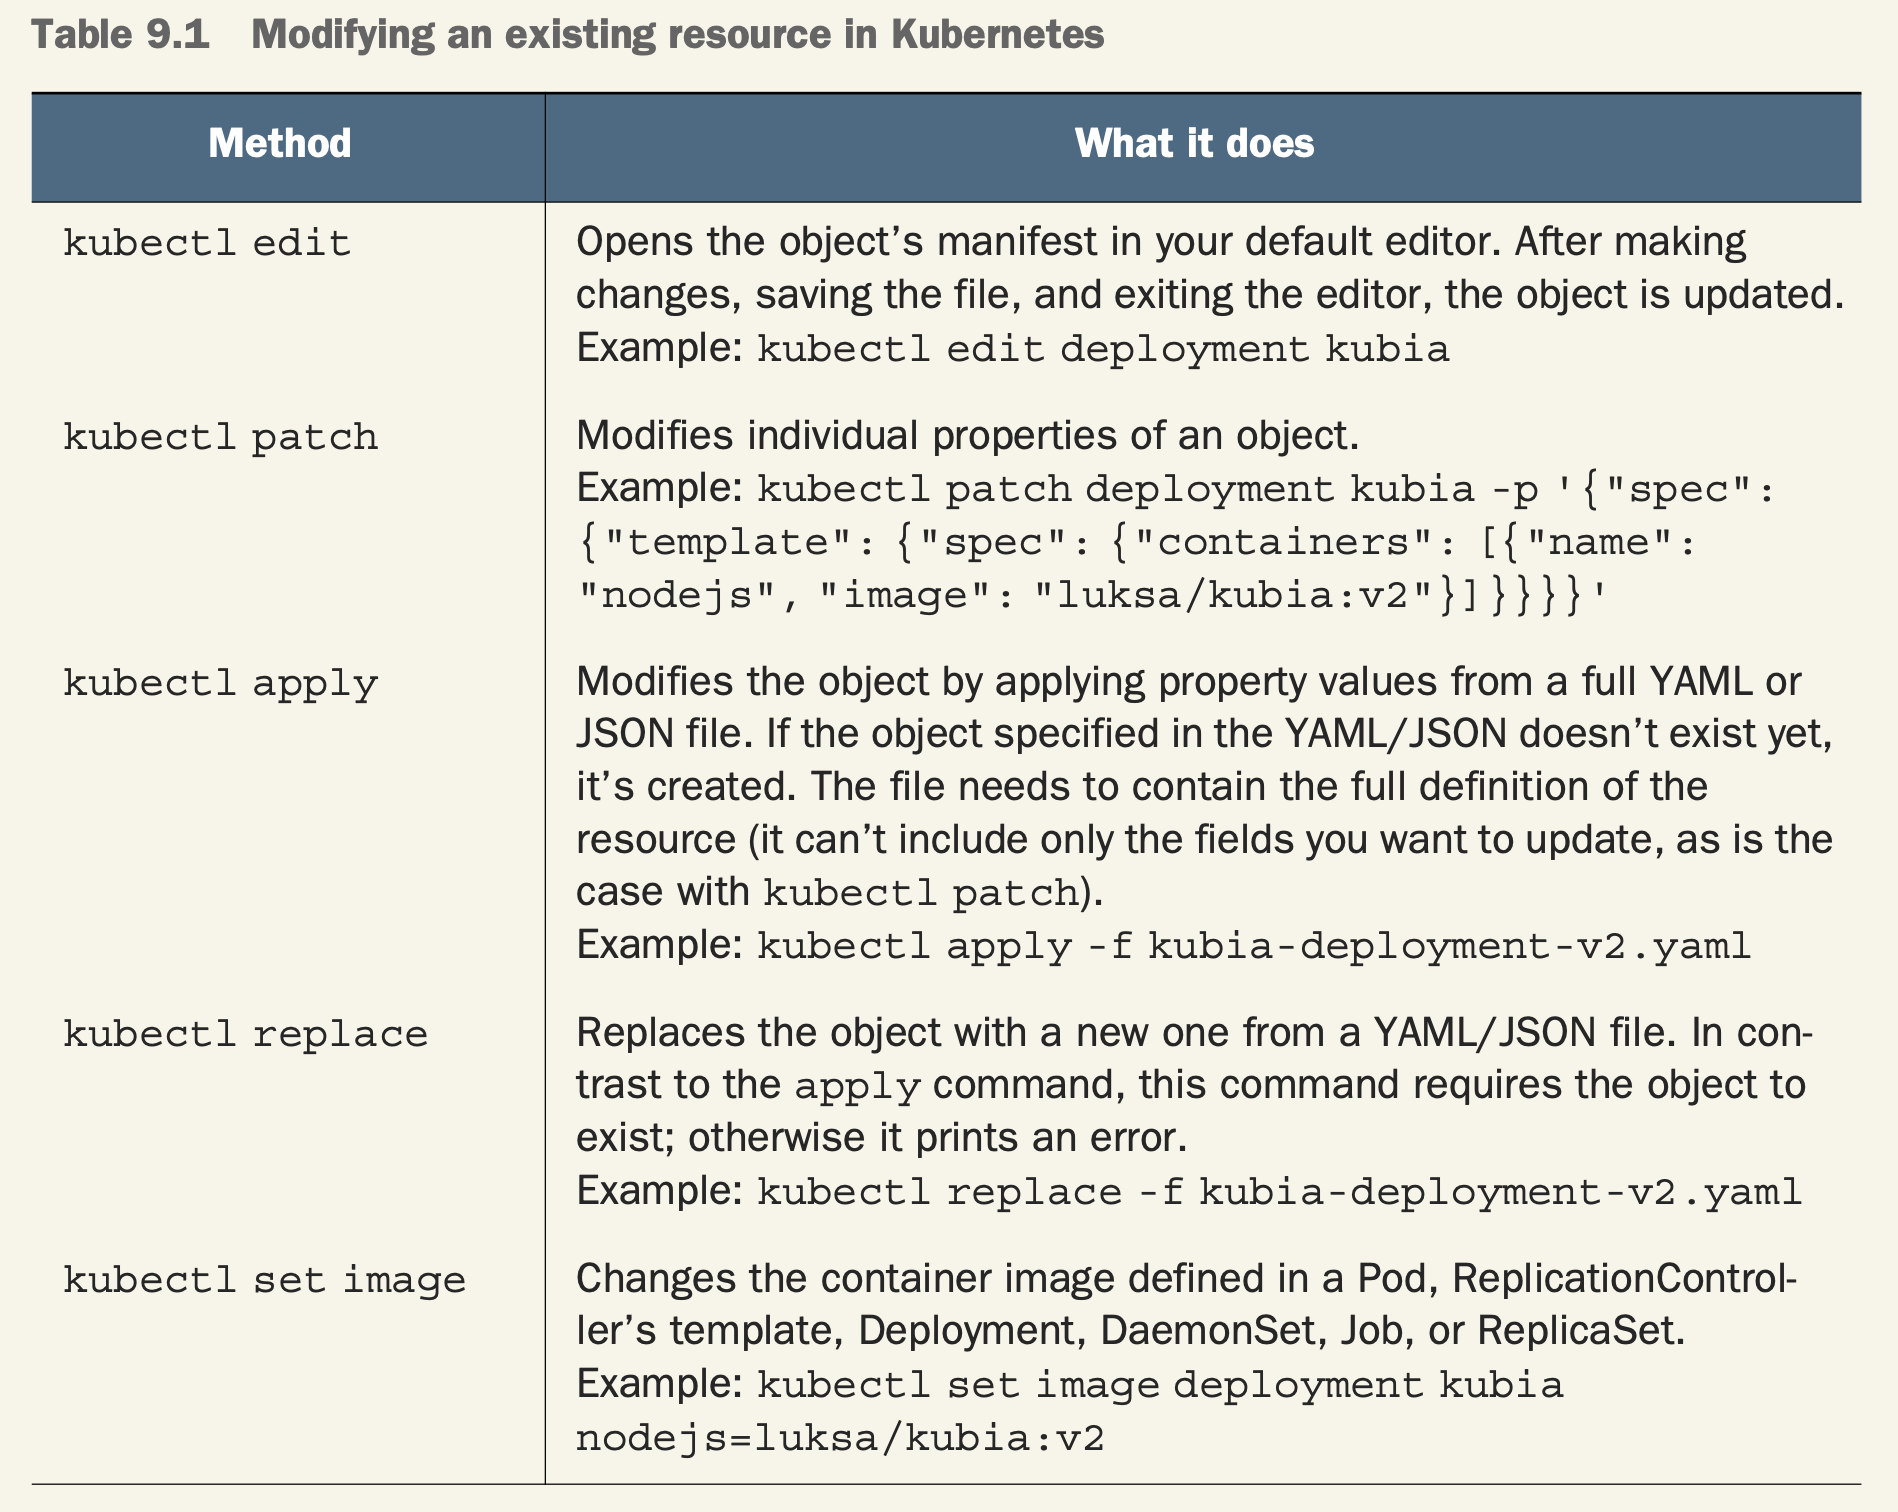 Table 9.1 Modifying an existing resource in Kubernetes
Method
What it does
kubectl edit
Opens the object’s manifest in your default editor. After making
changes, saving the file, and exiting the editor, the object is updated.
Example: kubectl edit deployment kubia
kubectl patch
Modifies individual properties of an object.
Example: kubectl patch deployment kubia -p '{"spec":
{"template": {"spec": {"containers": [{"name":
"nodejs", "image": "luksa/kubia:v2"}]}}}}'
kubectl apply
Modifies the object by applying property values from a full YAML or
JSON file. If the object specified in the YAML/JSON doesn’t exist yet,
it’s created. The file needs to contain the full definition of the
resource (it can’t include only the fields you want to update, as is the
case with kubectl patch).
Example: kubectl apply -f kubia-deployment-v2.yaml
kubectl replace
Replaces the object with a new one from a YAML/JSON file. In con-
trast to the apply command, this command requires the object to
exist; otherwise it prints an error.
Example: kubectl replace -f kubia-deployment-v2.yaml
kubectl set image
Changes the container image defined in a Pod, ReplicationControl-
ler’s template, Deployment, DaemonSet, Job, or ReplicaSet.
Example: kubectl set image deployment kubia
nodejs=luksa/kubia:v2